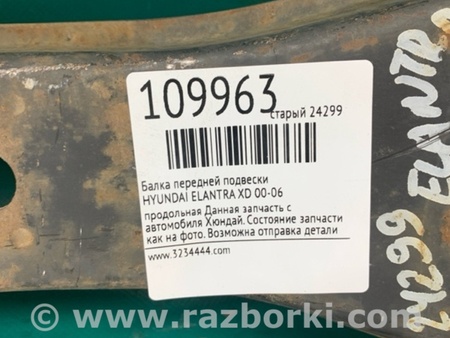 109963
старый 24299
Балка передней подвески
HYUNDAI ELANTRA XD 00-06
продольная Данная запчасть с
автомобиля Хюндай. Состояние запчасти
как на фото. Возможна отправка детали
www.3234444.com
24299 ELANTR
www.razborki.com